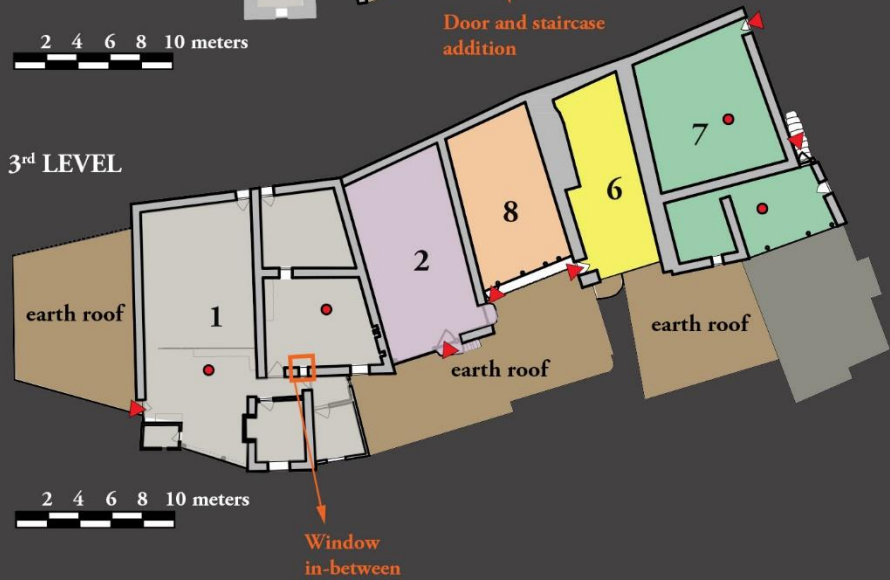 Door and staircase
addition
2 4 6 8 10 meters
3rd LEVEL
7
6
8
2
1
earth roof
earth roof
earth roof
2 4 6 8 10 meters
Window
in-between